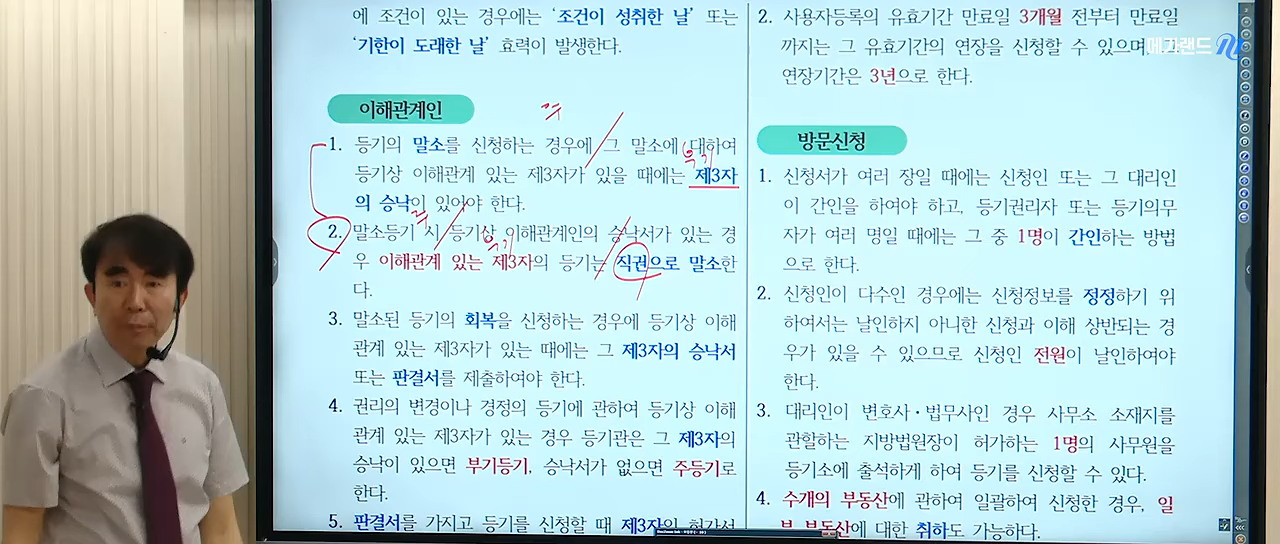 에 조건이 있는 경우에는 ‘조건이 성취한 날’ 또는
‘기한이 도래한 날’ 효력이 발생한다.
이해관계인
1. 등기의 말소를 신청하는 경우에 그 말소에 대하여
등기상 이해관계 있는 제3자가 있을 때에는 제3자
의 승낙이 있어야 한다.
2. 말소등기 시 등기상 이해관계인의 승낙서가 있는 경
우 이해관계 있는 제3자의 등기는 직권으로 말소한
다.
3. 말소된 등기의 회복을 신청하는 경우에 등기상 이해
관계 있는 제3자가 있는 때에는 그 제3자의 승낙서
또는 판결서를 제출하여야 한다.
4. 권리의 변경이나 경정의 등기에 관하여 등기상 이해
관계 있는 제3자가 있는 경우 등기관은 그 제3자의
승낙이 있으면 부기등기, 승낙서가 없으면 주등기로
한다.
5. 판결서를 가지고 등기를 신청할 때 제3자의 허가서
2. 사용자등록의 유효기간 만료일 3개월 전부터 만료일
까지는 그 유효기간의 연장을 신청할 수 있으며,
연장기간은 3년으로 한다.
메가랜드
방문신청
1. 신청서가 여러 장일 때에는 신청인 또는 그 대리인
이 간인을 하여야 하고, 등기권리자 또는 등기의무
자가 여러 명일 때에는 그 중 1명이 간인하는 방법
으로 한다.
2. 신청인이 다수인 경우에는 신청정보를 정정하기 위
하여서는 날인하지 아니한 신청과 이해 상반되는 경
우가 있을 수 있으므로 신청인 전원이 날인하여야
한다.
3. 대리인이 변호사·법무사인 경우 사무소 소재지를
관할하는 지방법원장이 허가하는 1명의 사무원을
등기소에 출석하게 하여 등기를 신청할 수 있다.
4. 수개의 부동산에 관하여 일괄하여 신청한 경우, 일
부 부동산에 대한 취하도 가능하다.